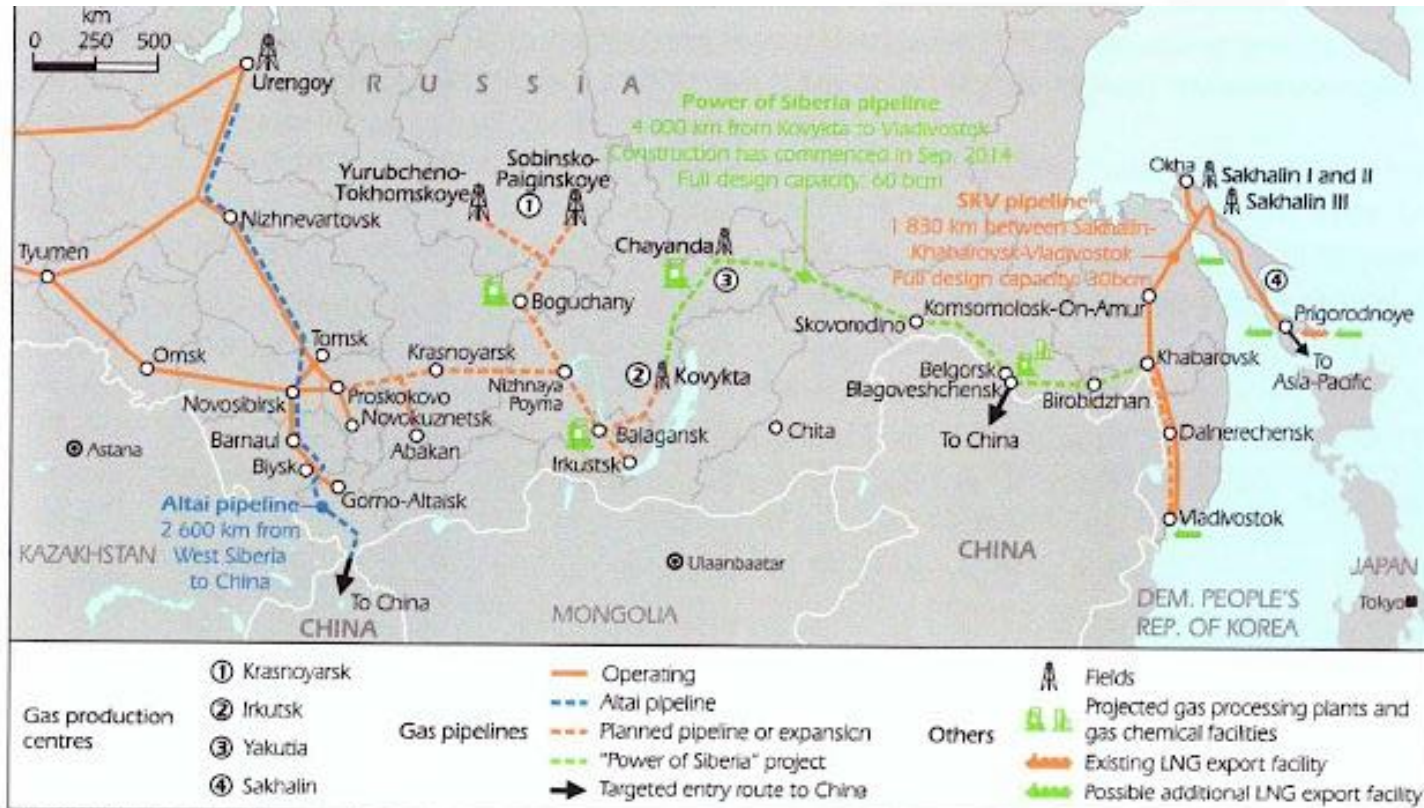 km
0 250 500
Urengoy
RUSSIA
Power of Siberia pipeline
4 000 km from Kovykta to Vladivostok
Construction has commenced in Sep. 2014
Full design capacity: 60 bcm
Yurubcheno-
Tokhomskoye
Sobinsko-
Paiginskoye
1
Okha
Sakhalin I and II
Sakhalin III
SKV pipeline
1 830 km between Sakhalin-
Khabarovsk-Vladivostok
Full design capacity: 30bcm
Nizhnevartovsk
Tyumen
Chayanda
3
4
Boguchany
Komsomolosk-On-Amur
Prigorodnoye
Skovorodino
To
Asia-Pacific
Tomsk
Omsk
Krasnoyarsk
2
Kovykta
Khabarovsk
Belgorsk
Blagoveshchensk
Birobidzhan
Nizhnaya
Poyma
Novosibirsk
Proskokovo
Novokuznetsk
Abakan
Barnaul
Biysk
Astana
Balagansk
Irkustsk
Chita
To China
Dalnerechensk
Gorno-Altaisk
Altai pipeline
2 600 km from
West Siberia
to China
Vladivostok
KAZAKHSTAN
Ulaanbaatar
CHINA
JAPAN
Tokyo
To China
CHINA
MONGOLIA
DEM. PEOPLE'S
REP. OF KOREA
Gas production
centres
1 Krasnoyarsk
2 Irkutsk
3 Yakutia
4 Sakhalin
Gas pipelines
Operating
Altai pipeline
Planned pipeline or expansion
"Power of Siberia" project
Targeted entry route to China
Others
Fields
Projected gas processing plants and
gas chemical facilities
Existing LNG export facility
Possible additional LNG export facility